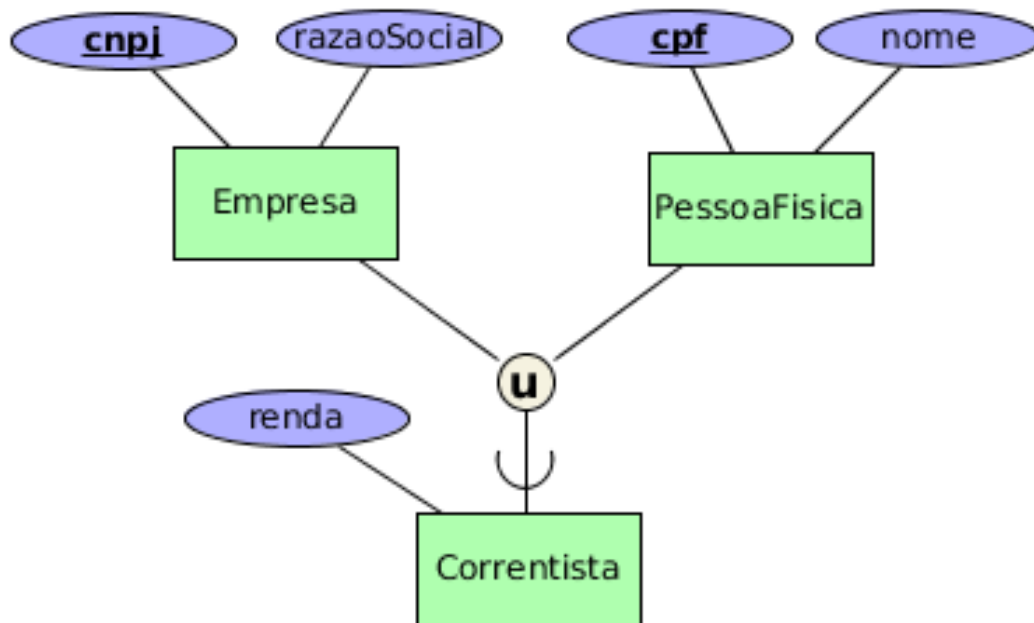 cnpj
razaoSocial
cpf
nome
Empresa
PessoaFisica
u
renda
Correntista